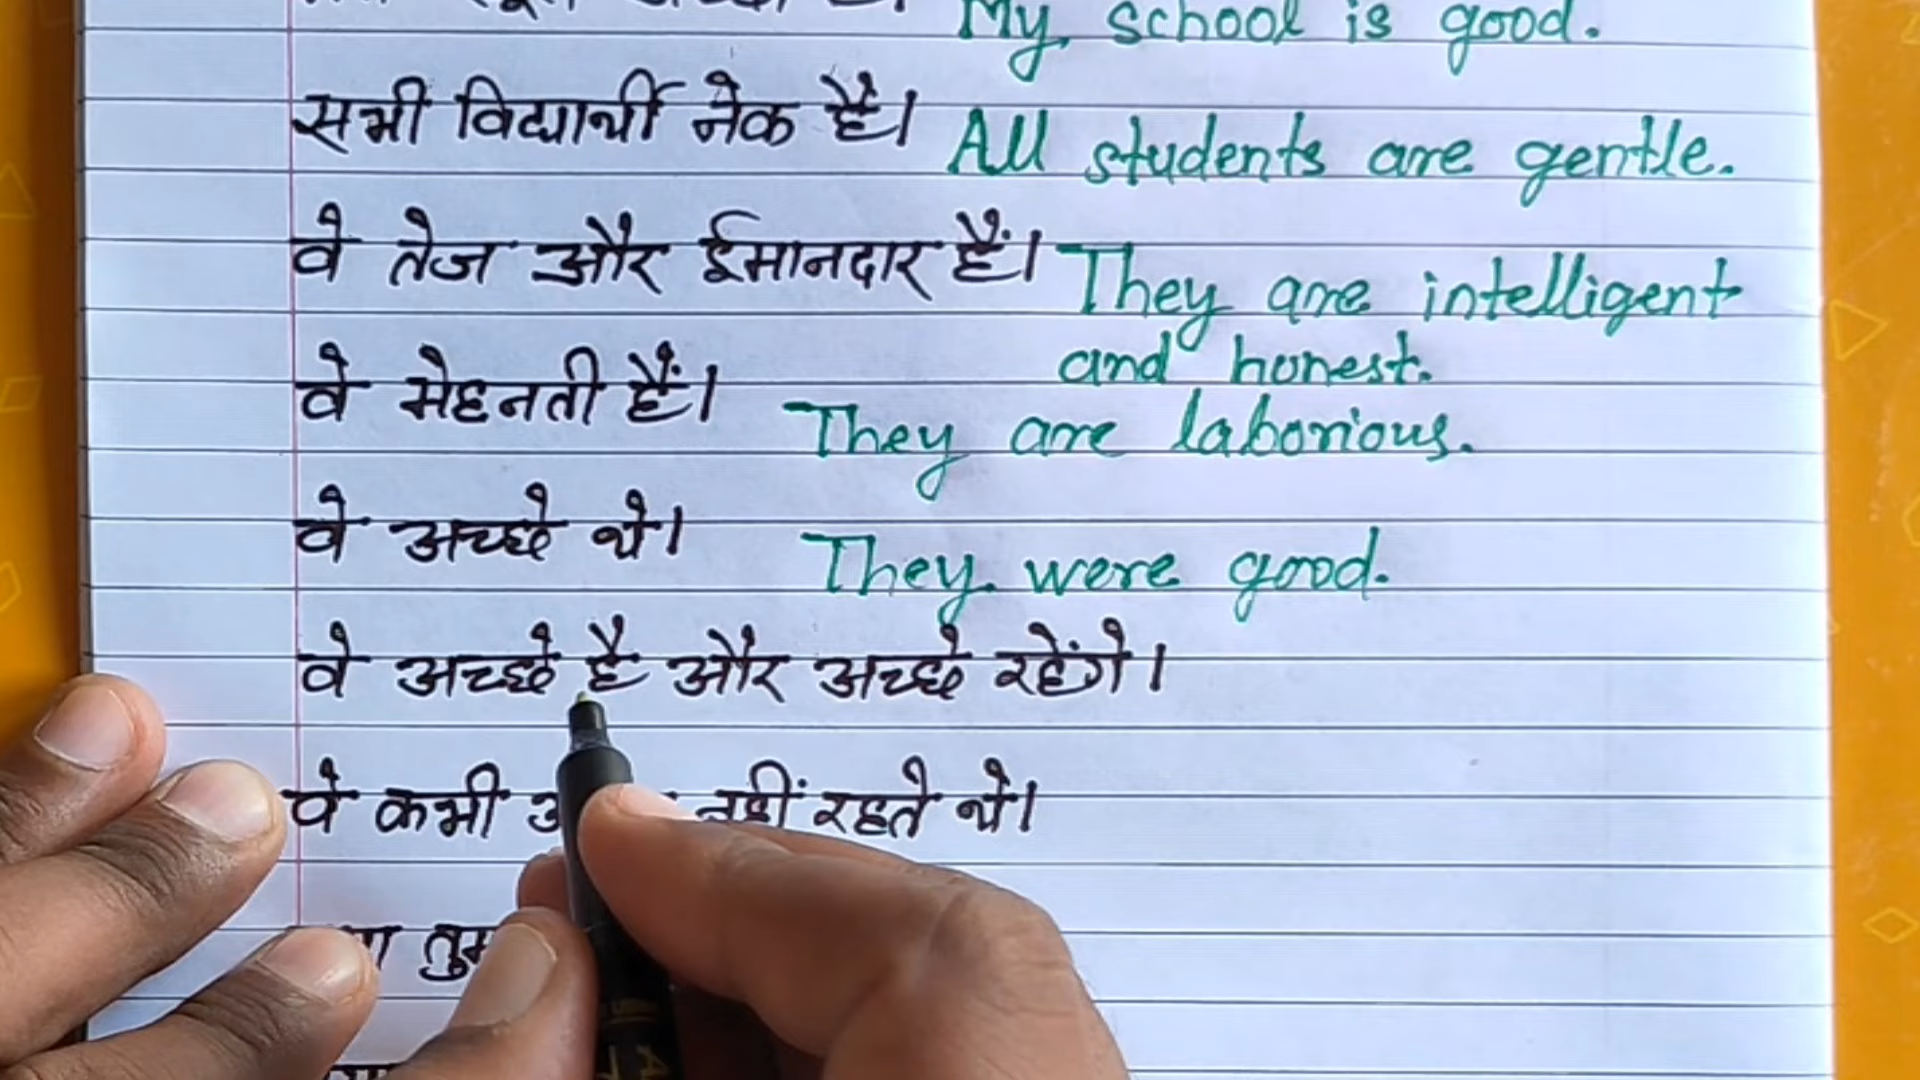 My school is good.
सभी विद्यार्थी नेक हैं। All students are gentle.
वे तेज और ईमानदार हैं। They are intelligent
and honest.
वे मेहनती हैं। They are laborious.
वे अच्छे थे। They were good.
वे अच्छे है और अच्छे रहेंगे।
वे कभी नहीं रहते थे।